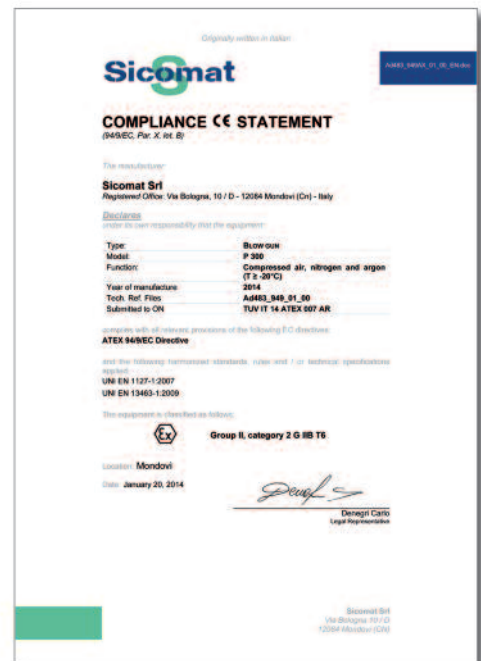 Originally written in Italian
Sicomat
Ad483_949AX_01_00_EN.doc
COMPLIANCE CE STATEMENT
(94/9/EC, Par. X, let. B)
The manufacturer
Sicomat Srl
Registered Office: Via Bologna, 10 / D - 12084 Mondovì (Cn) - Italy
Declares
under its own responsibility that the equipment:
Type: BLOW GUN
Model: P 300
Function: Compressed air, nitrogen and argon
(T ≥ -20°C)
Year of manufacture 2014
Tech. Ref. Files Ad483_949_01_00
Submitted to ON TUV IT 14 ATEX 007 AR
complies with all relevant provisions of the following EC directives:
ATEX 94/9/EC Directive
and the following harmonised standards, rules and / or technical specifications
applied:
UNI EN 1127-1:2007
UNI EN 13463-1:2009
The equipment is classified as follows:
Ex Group II, category 2 G IIB T6
Location: Mondovì
Date: January 20, 2014
Denegri Carlo
Legal Representative
Sicomat Srl
Via Bologna 10 / D
12084 Mondovì (CN)